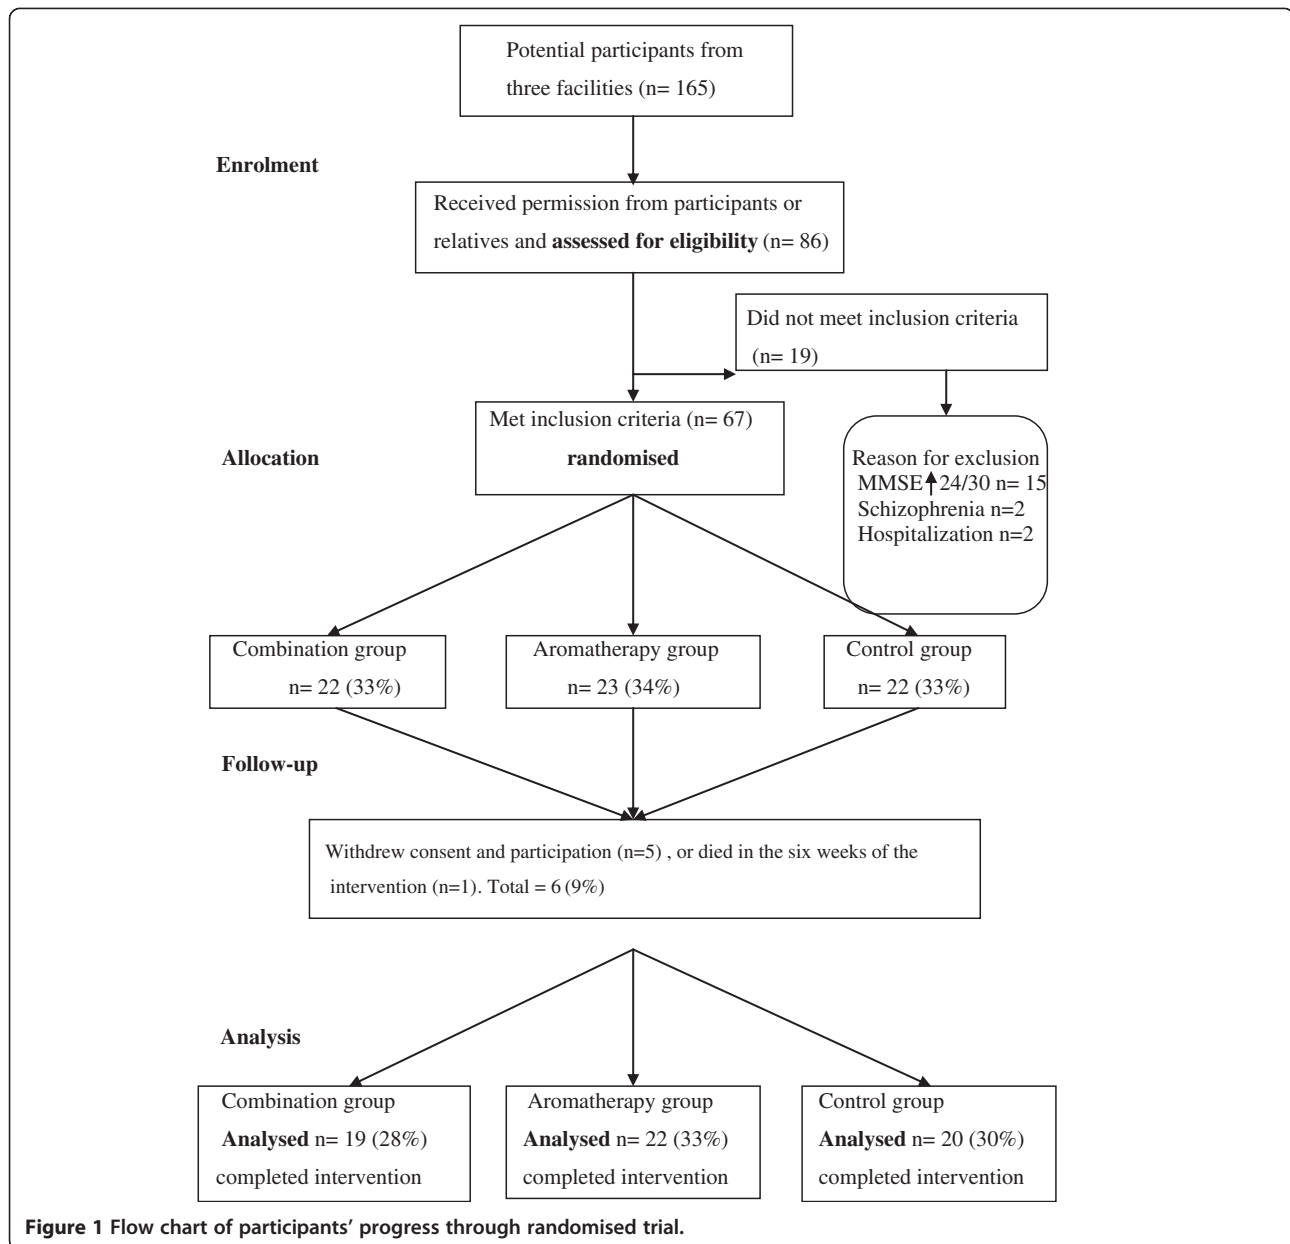 Potential participants from
three facilities (n= 165)
Enrolment
Received permission from participants or
relatives and assessed for eligibility (n= 86)
Did not meet inclusion criteria
(n= 19)
Met inclusion criteria (n= 67)
randomised
Allocation
Reason for exclusion
MMSE↑24/30 n= 15
Schizophrenia n=2
Hospitalization n=2
Combination group
n= 22 (33%)
Aromatherapy group
n= 23 (34%)
Control group
n= 22 (33%)
Follow-up
Withdrew consent and participation (n=5) , or died in the six weeks of the
intervention (n=1). Total = 6 (9%)
Analysis
Combination group
Analysed n= 19 (28%)
completed intervention
Aromatherapy group
Analysed n= 22 (33%)
completed intervention
Control group
Analysed n= 20 (30%)
completed intervention
Figure 1 Flow chart of participants’ progress through randomised trial.